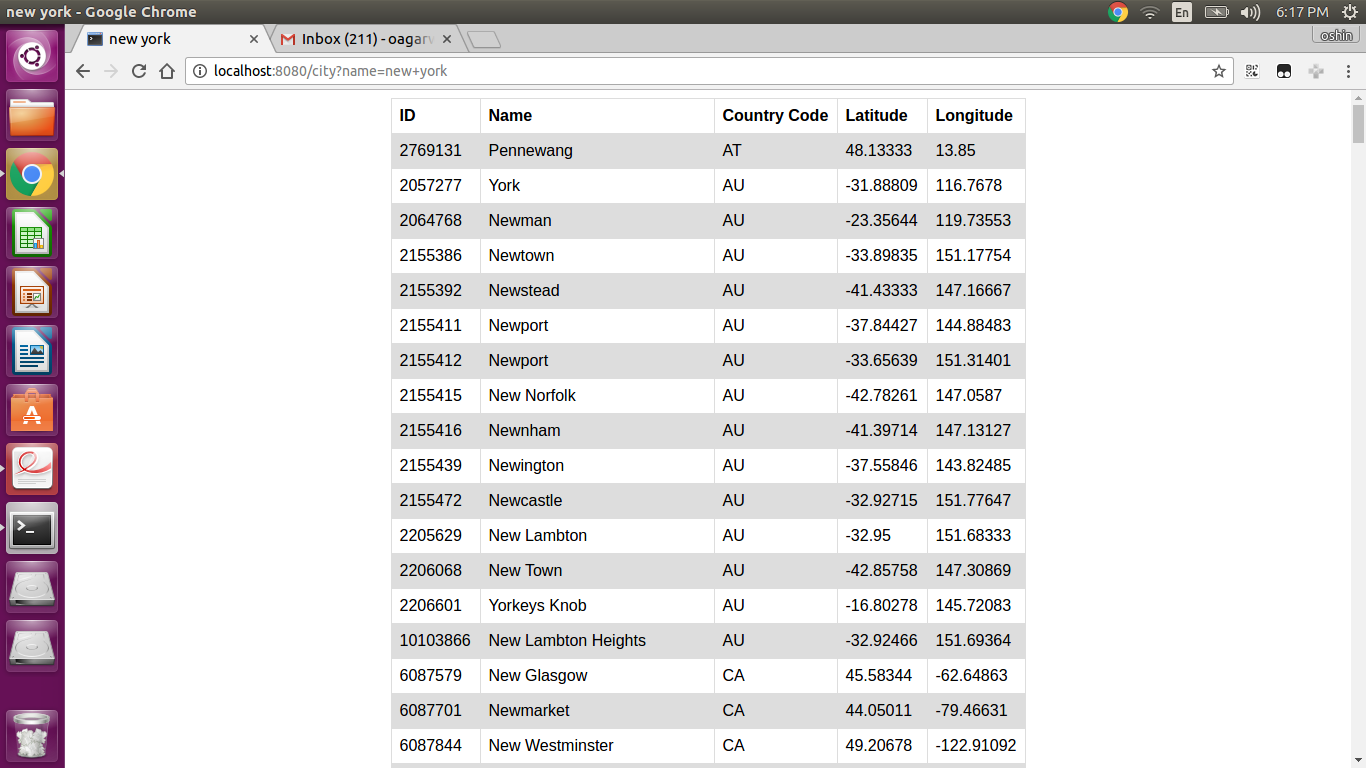 new york - Google Chrome En 6:17 PM
new york Inbox (211) - oagarw oshin
localhost:8080/city?name=new+york
ID Name Country Code Latitude Longitude
2769131 Pennewang AT 48.13333 13.85
2057277 York AU -31.88809 116.7678
2064768 Newman AU -23.35644 119.73553
2155386 Newtown AU -33.89835 151.17754
2155392 Newstead AU -41.43333 147.16667
2155411 Newport AU -37.84427 144.88483
2155412 Newport AU -33.65639 151.31401
2155415 New Norfolk AU -42.78261 147.0587
2155416 Newnham AU -41.39714 147.13127
2155439 Newington AU -37.55846 143.82485
2155472 Newcastle AU -32.92715 151.77647
2205629 New Lambton AU -32.95 151.68333
2206068 New Town AU -42.85758 147.30869
2206601 Yorkeys Knob AU -16.80278 145.72083
10103866 New Lambton Heights AU -32.92466 151.69364
6087579 New Glasgow CA 45.58344 -62.64863
6087701 Newmarket CA 44.05011 -79.46631
6087844 New Westminster CA 49.20678 -122.91092